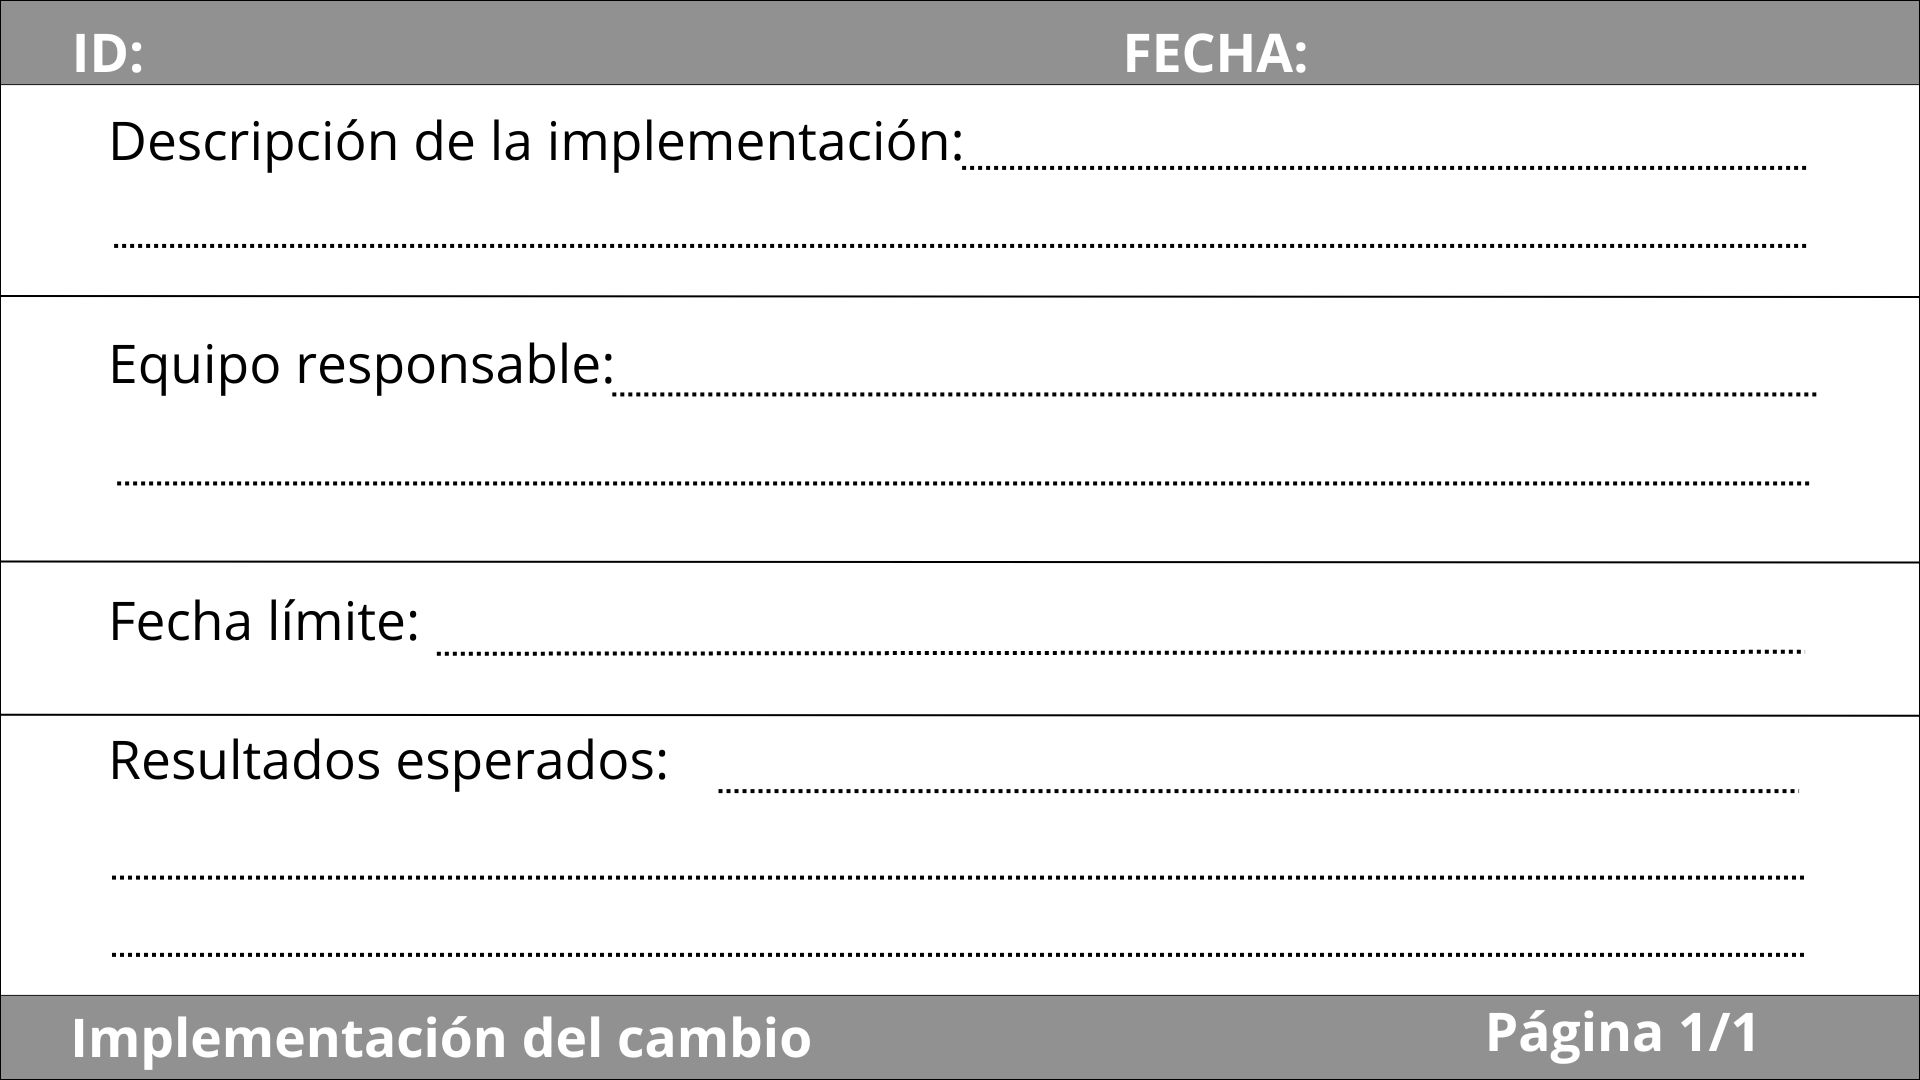 ID: FECHA:
Descripción de la implementación:
Equipo responsable:
Fecha límite:
Resultados esperados:
Implementación del cambio Página 1/1